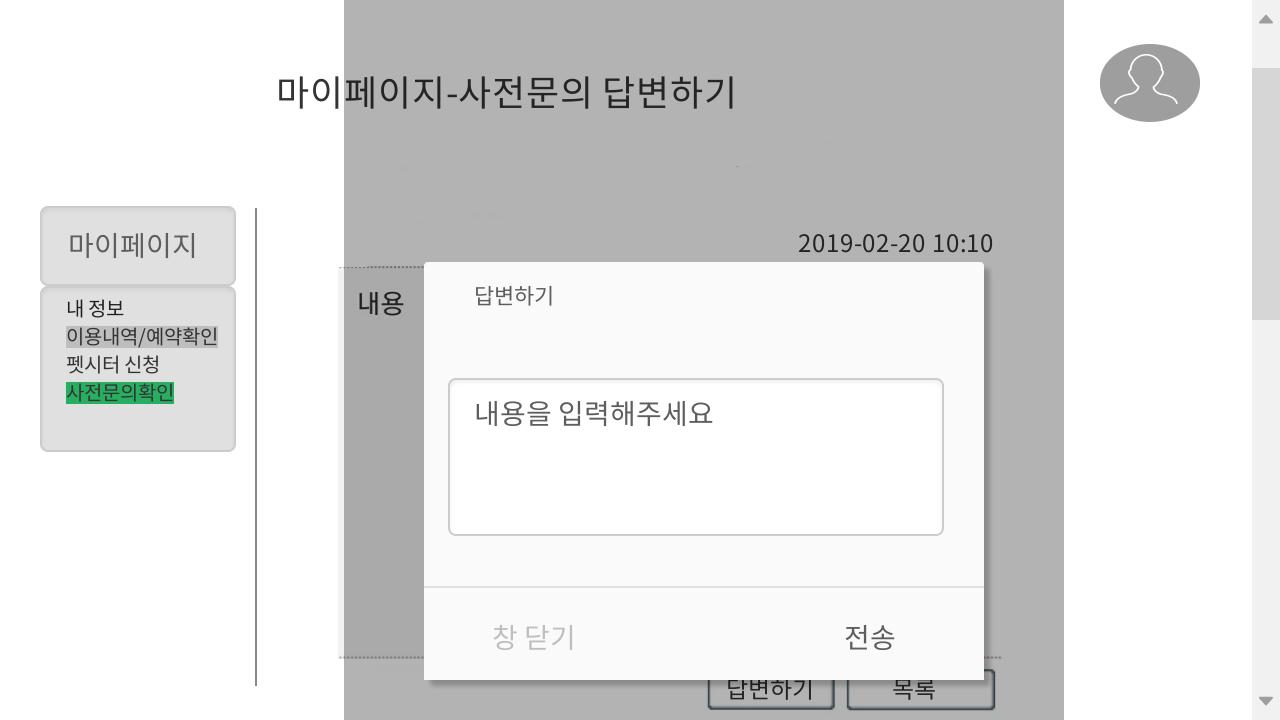 마이페이지-사전문의 답변하기
마이페이지
내 정보
이용내역/예약확인
펫시터 신청
사전문의확인
2019-02-20 10:10
내용
답변하기
내용을 입력해주세요
창 닫기
전송
답변하기
목록